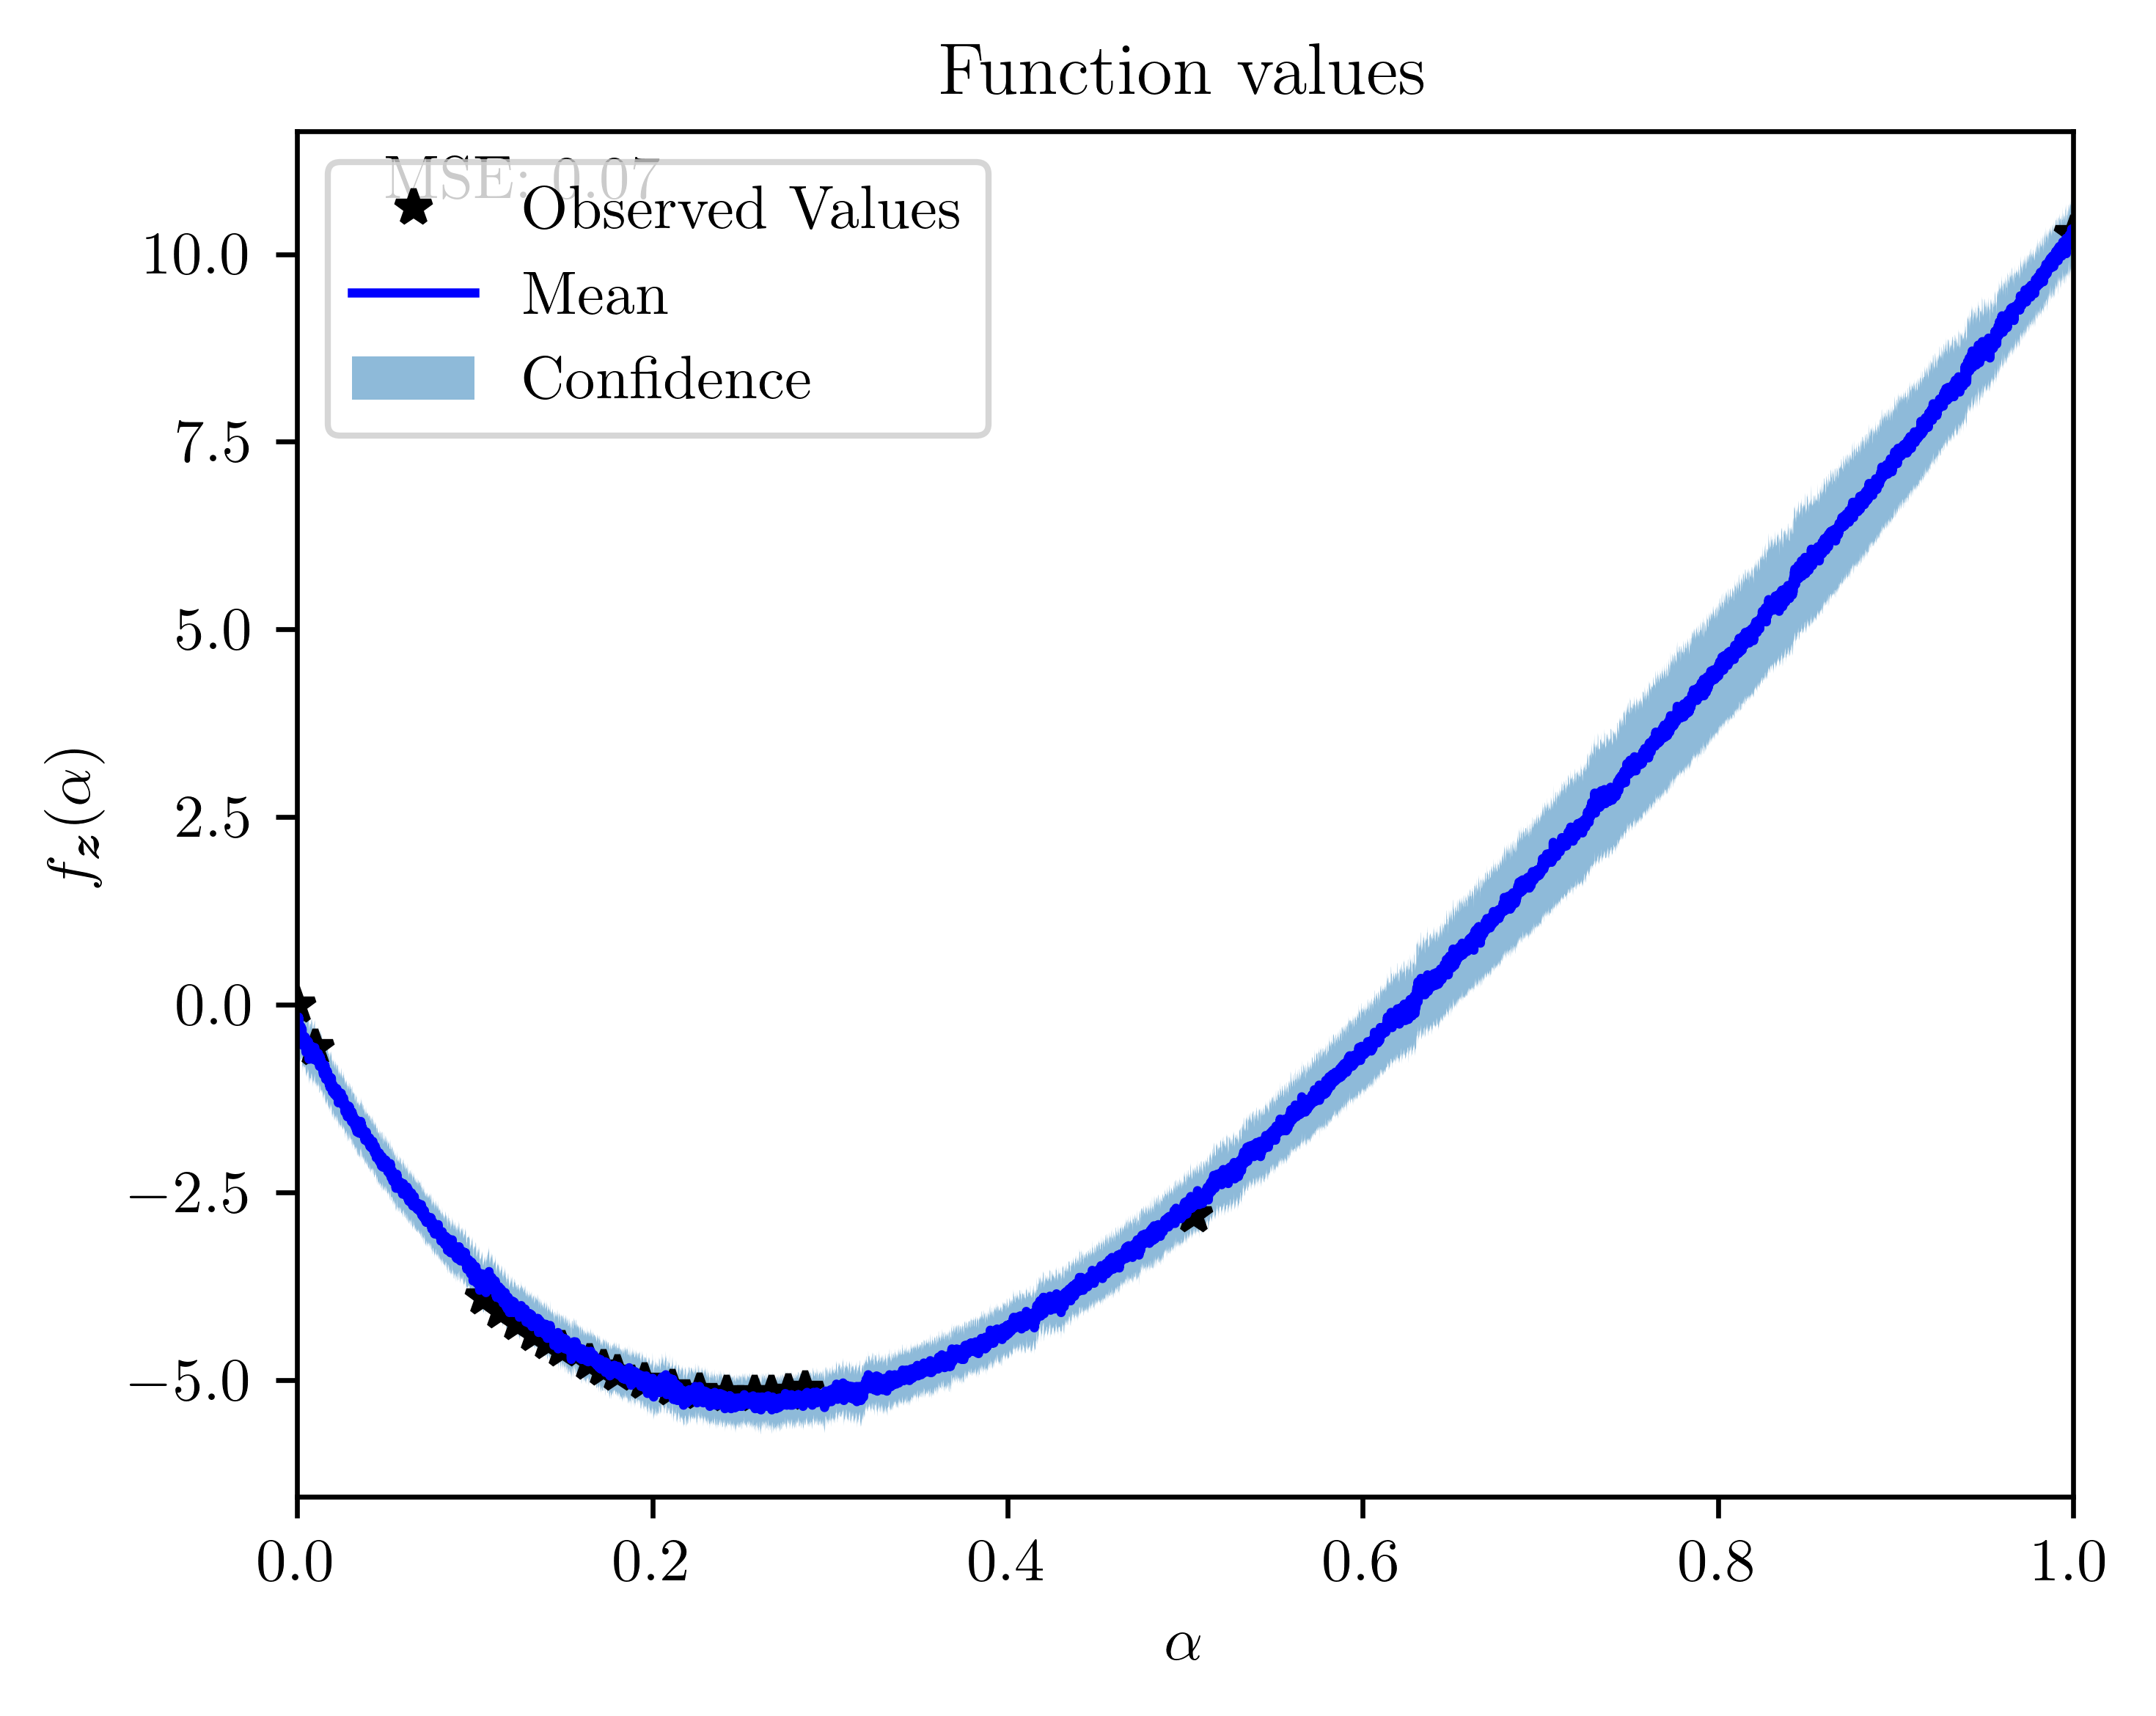 Function values
MSE: 0.07
Observed Values
Mean
Confidence
10.0
7.5
5.0
2.5
0.0
−2.5
−5.0
f_z(α)
0.0 0.2 0.4 0.6 0.8 1.0
α